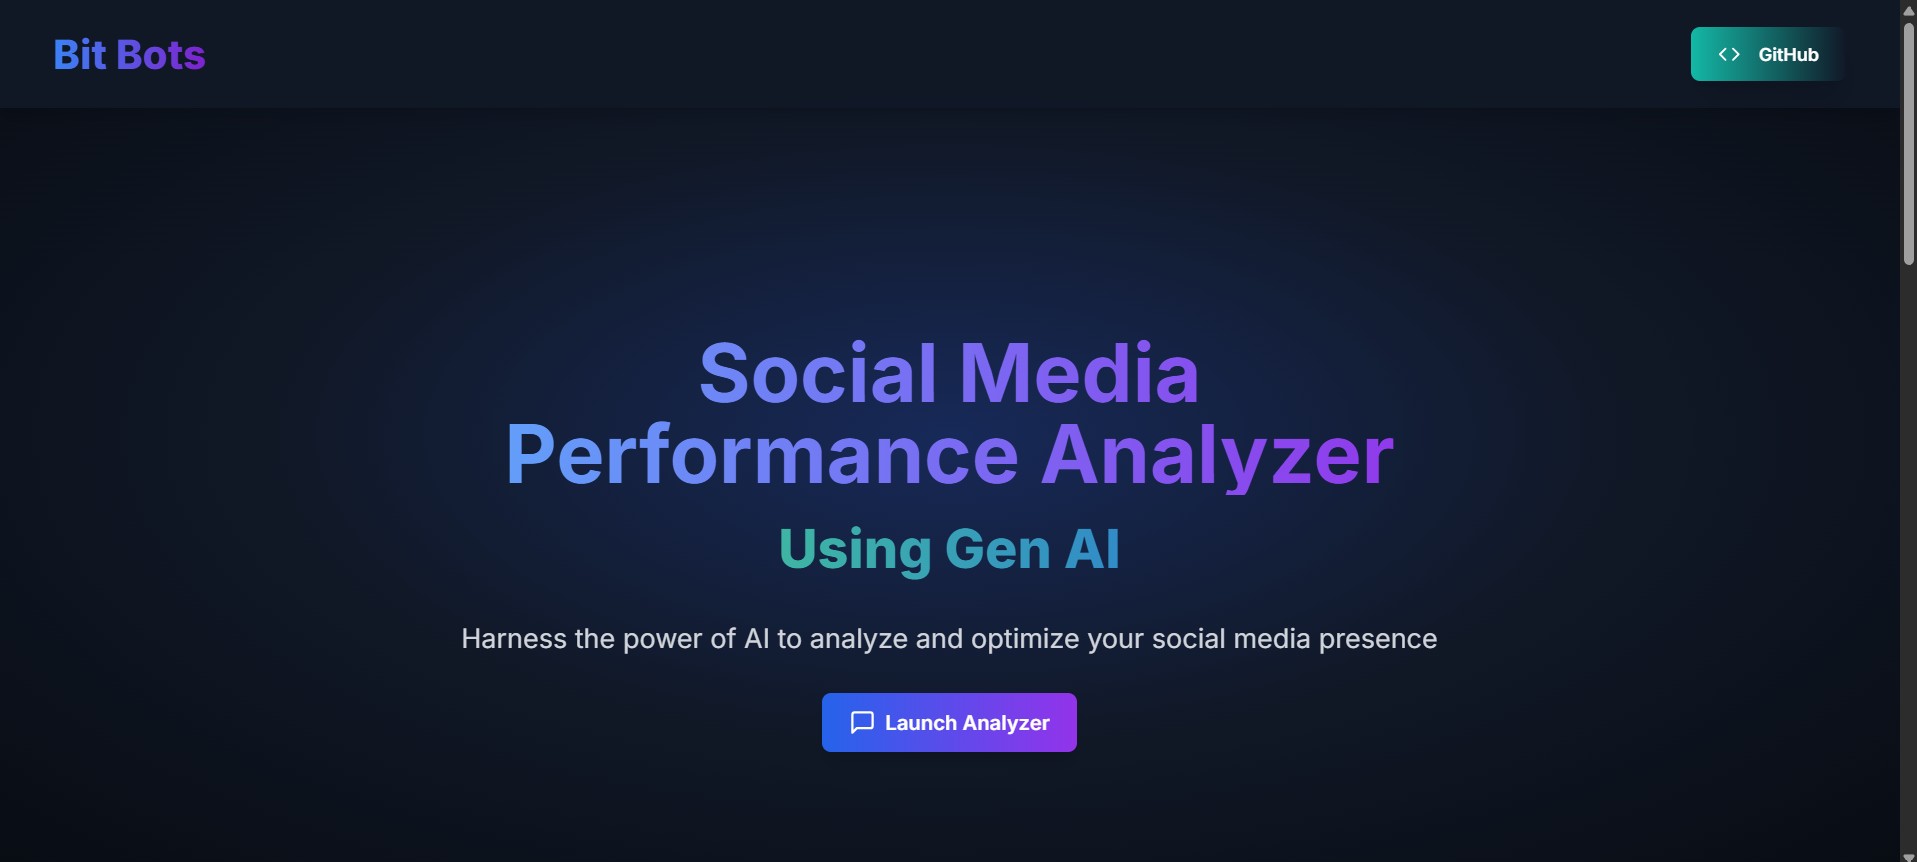 Bit Bots
GitHub
Social Media
Performance Analyzer
Using Gen AI
Harness the power of AI to analyze and optimize your social media presence
Launch Analyzer